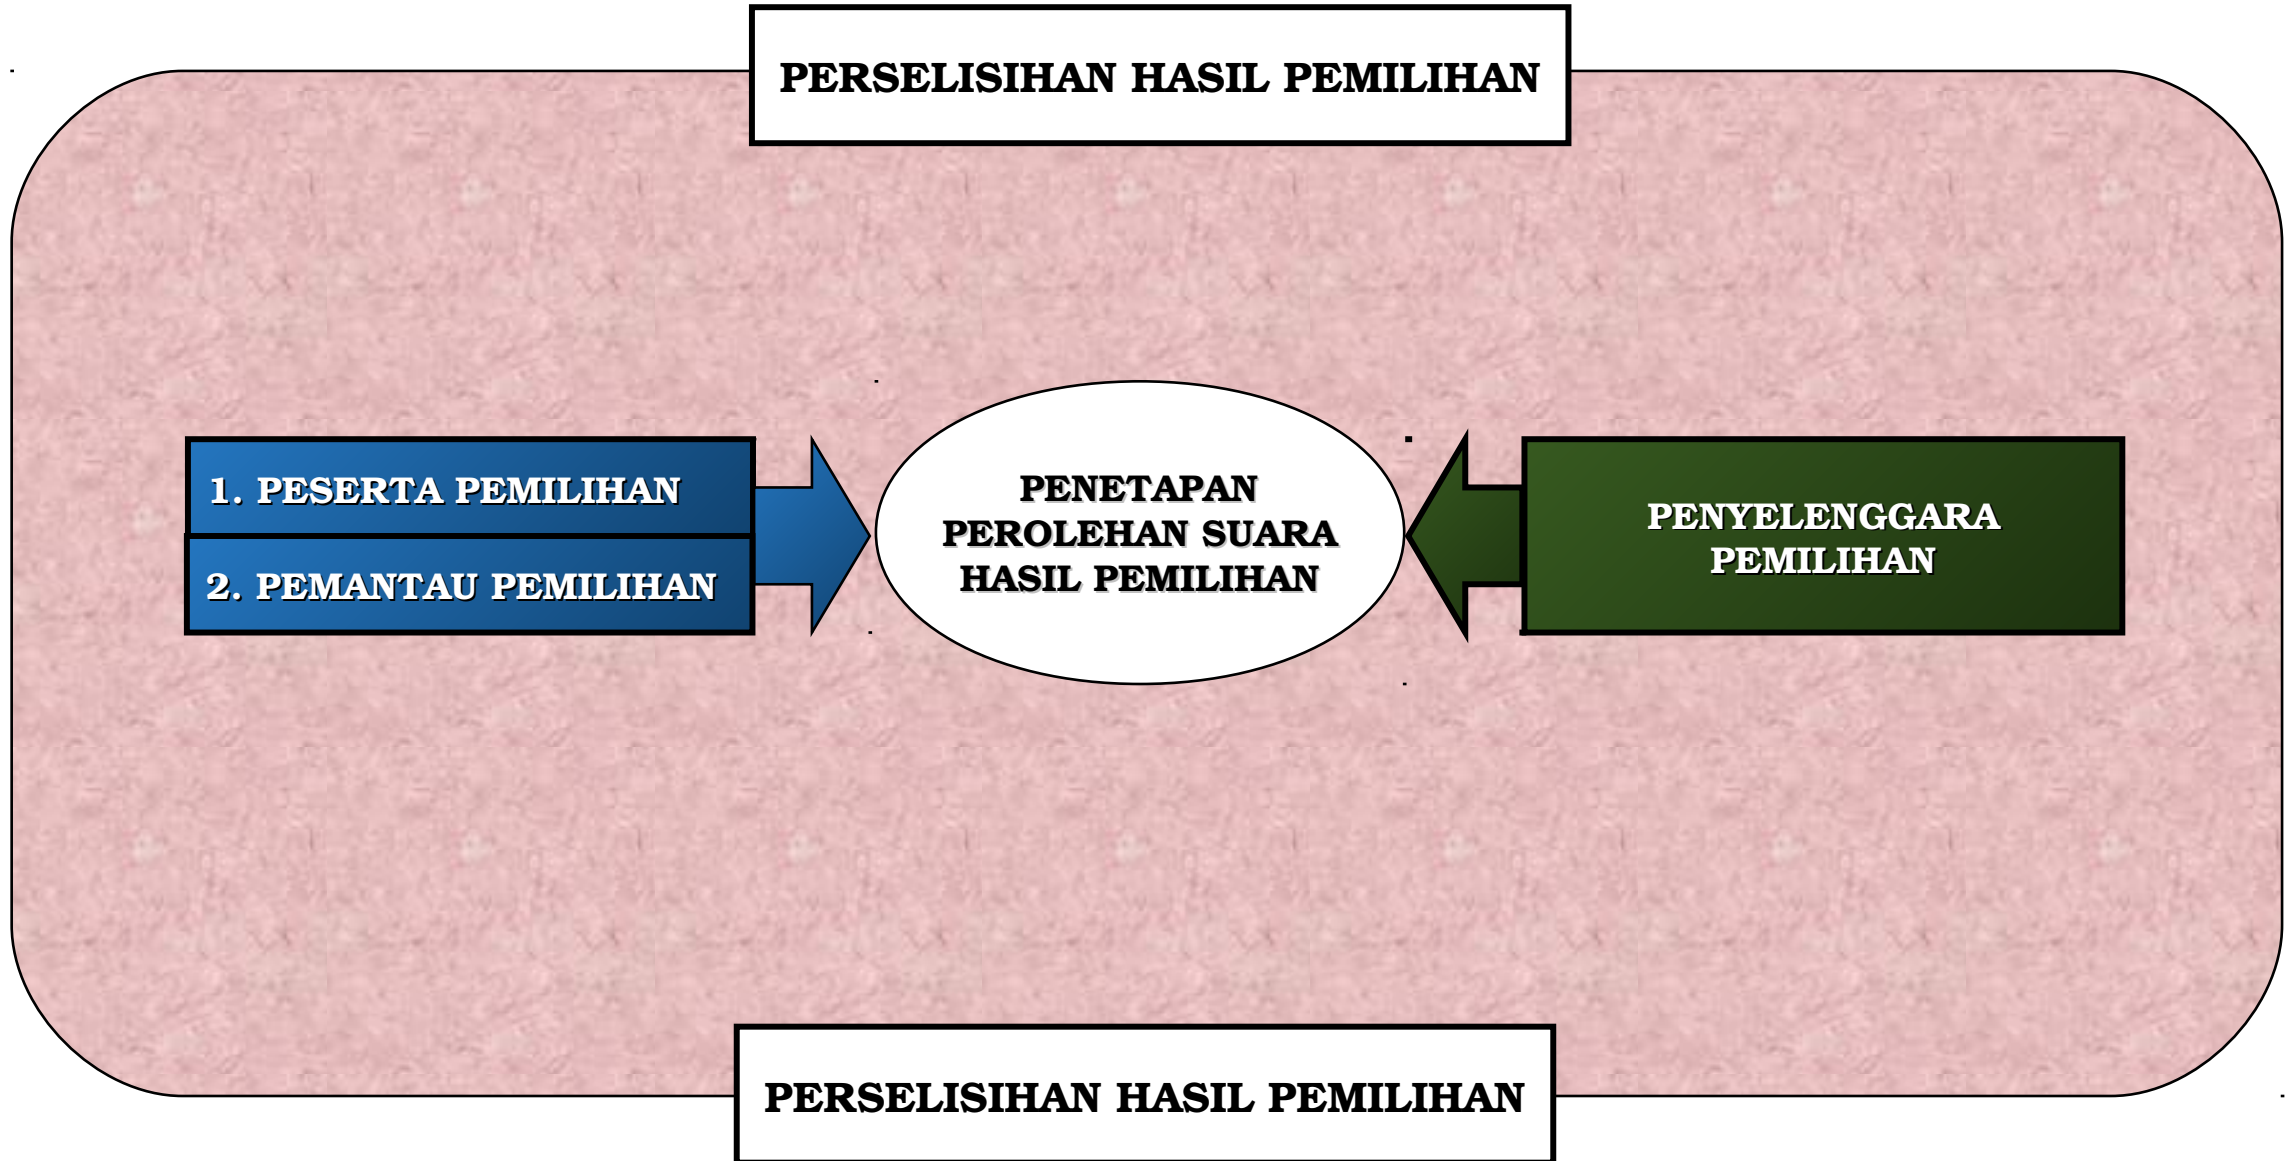 PERSELISIHAN HASIL PEMILIHAN
1. PESERTA PEMILIHAN
2. PEMANTAU PEMILIHAN
PENETAPAN
PEROLEHAN SUARA
HASIL PEMILIHAN
PENYELENGGARA
PEMILIHAN
PERSELISIHAN HASIL PEMILIHAN